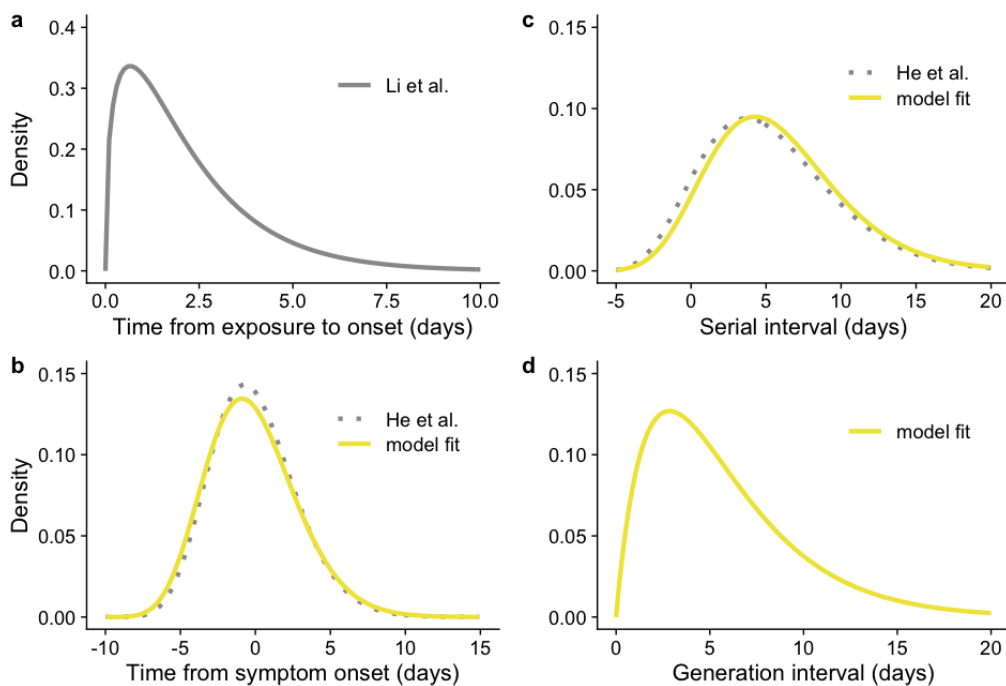 a
0.4
0.3
0.2
0.1
0.0
Density
Li et al.
0.0 2.5 5.0 7.5 10.0
Time from exposure to onset (days)
b
0.15
0.10
0.05
0.00
Density
He et al.
model fit
-10 -5 0 5 10 15
Time from symptom onset (days)
c
0.15
0.10
0.05
0.00
He et al.
model fit
-5 0 5 10 15 20
Serial interval (days)
d
0.15
0.10
0.05
0.00
model fit
0 5 10 15 20
Generation interval (days)